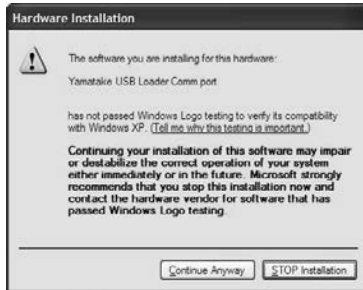 Hardware Installation
The software you are installing for this hardware:
Yamatake USB Loader Comm port
has not passed Windows Logo testing to verify its compatibility
with Windows XP. (Tell me why this testing is important.)
Continuing your installation of this software may impair
or destabilize the correct operation of your system
either immediately or in the future. Microsoft strongly
recommends that you stop this installation now and
contact the hardware vendor for software that has
passed Windows Logo testing.
Continue Anyway
STOP Installation